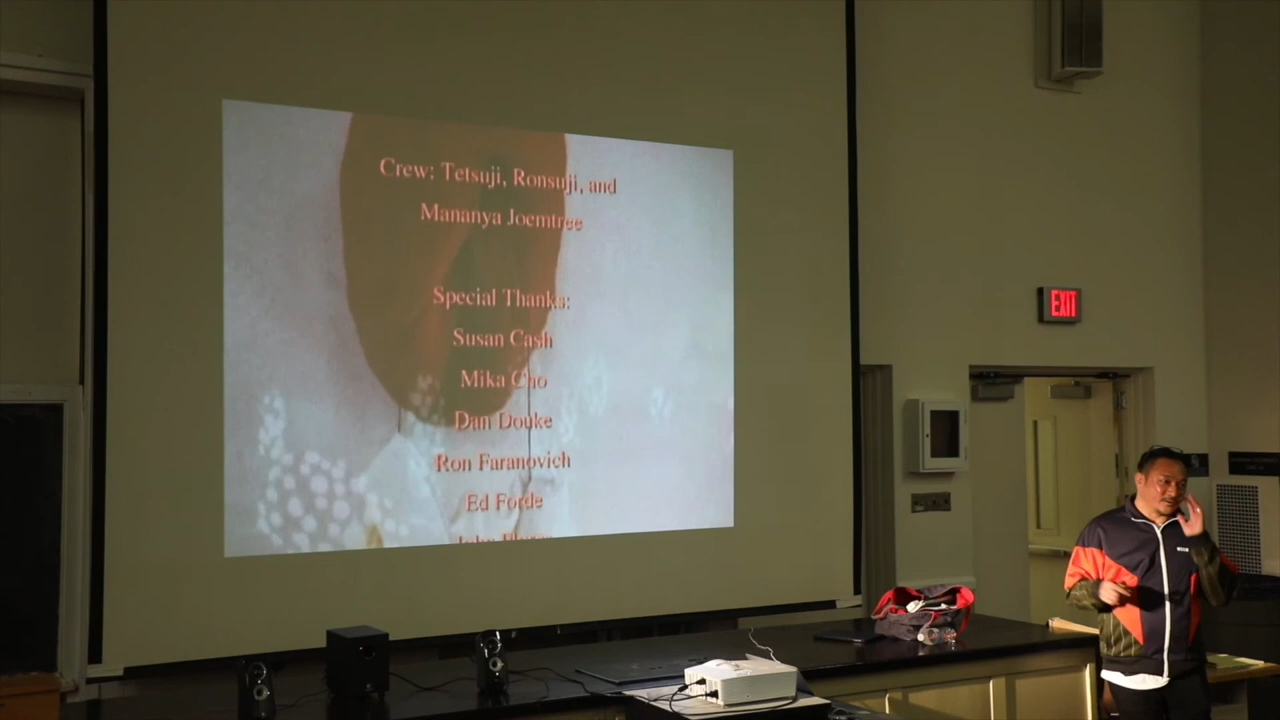 Crew: Tetsuji, Ronsuji, and
Mananya Joemtree
Special Thanks:
Susan Cash
Mika Cho
Dan Douke
Ron Faranovich
Ed Forde
EXIT